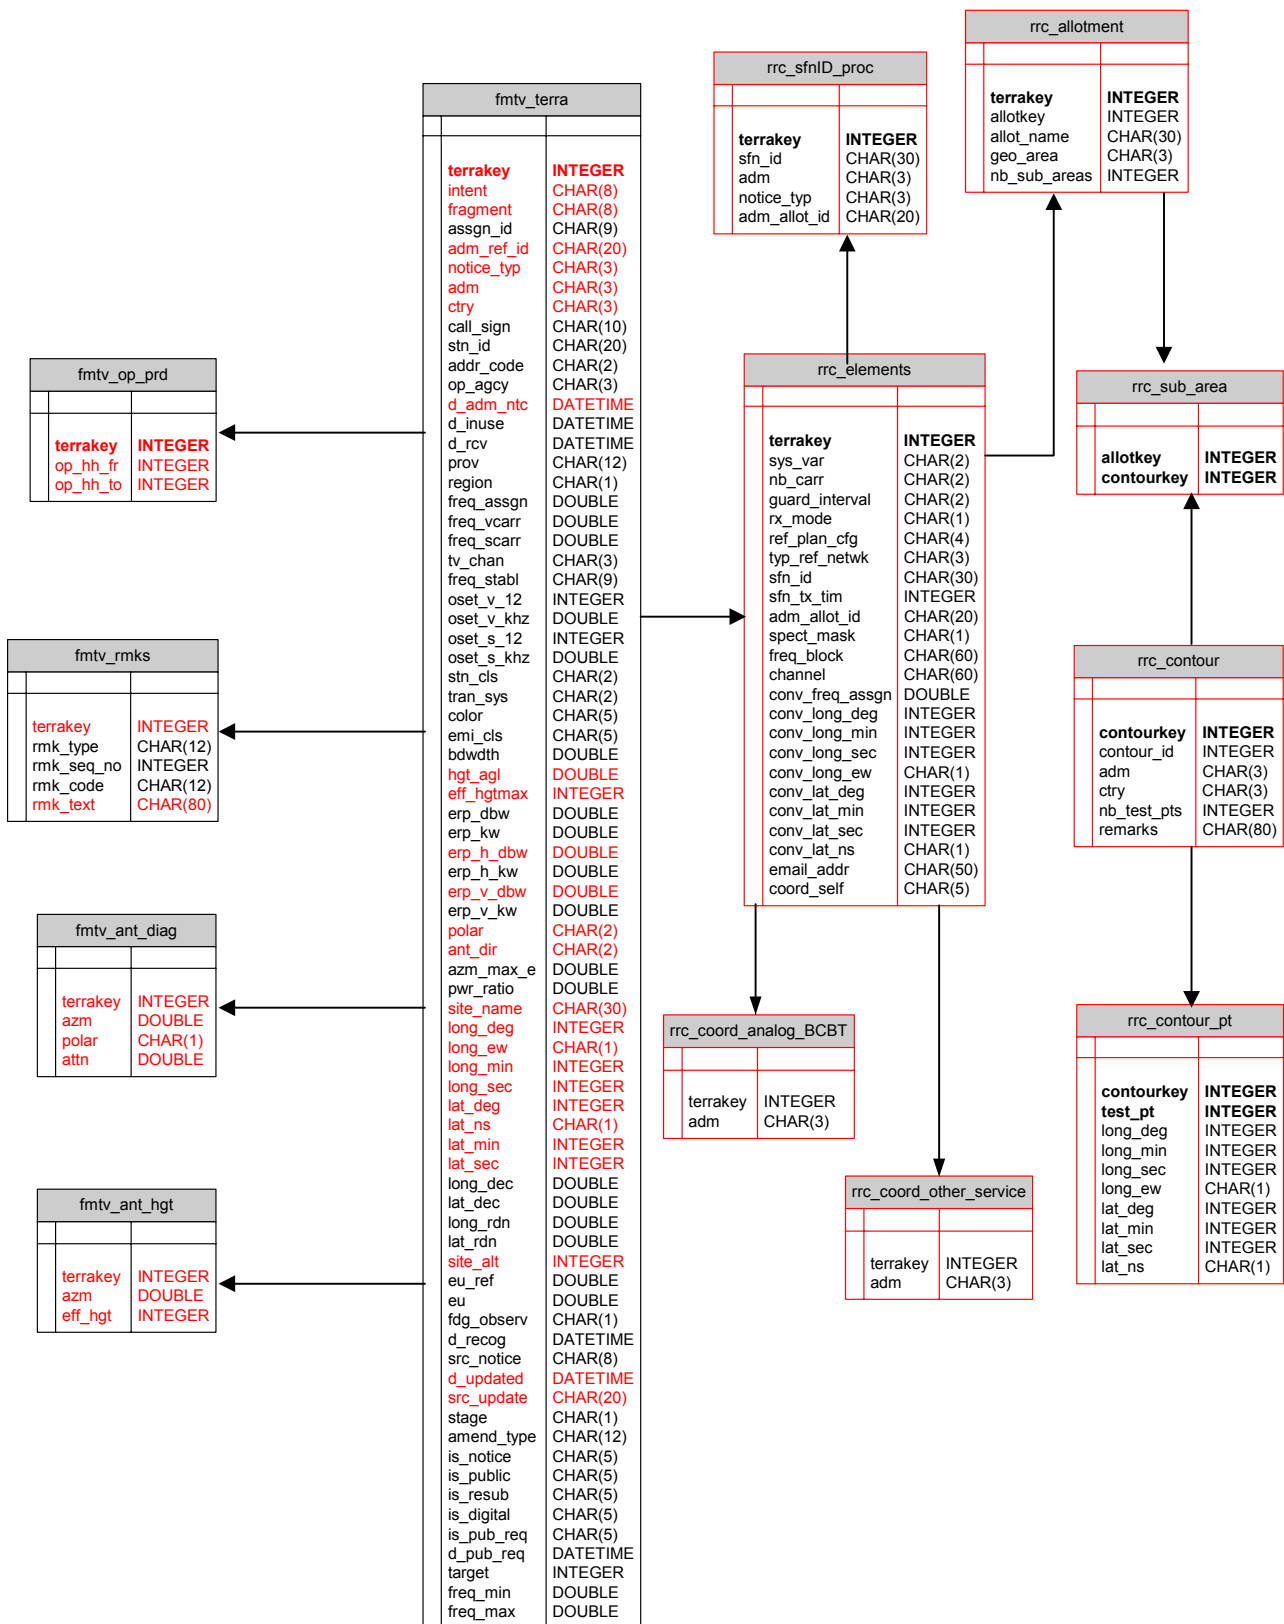 rrc_allotment
terrakey INTEGER
allotkey INTEGER
allot_name CHAR(30)
geo_area CHAR(3)
nb_sub_areas INTEGER
rrc_sfnID_proc
terrakey INTEGER
sfn_id CHAR(30)
adm CHAR(3)
notice_typ CHAR(3)
adm_allot_id CHAR(20)
fmtv_terra
terrakey INTEGER
intent CHAR(8)
fragment CHAR(8)
assgn_id CHAR(9)
adm_ref_id CHAR(20)
notice_typ CHAR(3)
adm CHAR(3)
ctry CHAR(3)
call_sign CHAR(10)
stn_id CHAR(20)
addr_code CHAR(2)
op_agcy CHAR(3)
d_adm_ntc DATETIME
d_inuse DATETIME
d_rcv DATETIME
prov CHAR(12)
region CHAR(1)
freq_assgn DOUBLE
freq_vcarr DOUBLE
freq_scarr DOUBLE
tv_chan CHAR(3)
freq_stabl CHAR(9)
oset_v_12 INTEGER
oset_v_khz DOUBLE
oset_s_12 INTEGER
oset_s_khz DOUBLE
stn_cls CHAR(2)
tran_sys CHAR(2)
color CHAR(5)
emi_cls CHAR(5)
bdwdth DOUBLE
hgt_agl DOUBLE
eff_hgtmax INTEGER
erp_dbw DOUBLE
erp_kw DOUBLE
erp_h_dbw DOUBLE
erp_h_kw DOUBLE
erp_v_dbw DOUBLE
erp_v_kw DOUBLE
polar CHAR(2)
ant_dir CHAR(2)
azm_max_e DOUBLE
pwr_ratio DOUBLE
site_name CHAR(30)
long_deg INTEGER
long_ew CHAR(1)
long_min INTEGER
long_sec INTEGER
lat_deg INTEGER
lat_ns CHAR(1)
lat_min INTEGER
lat_sec INTEGER
long_dec DOUBLE
lat_dec DOUBLE
long_rdn DOUBLE
lat_rdn DOUBLE
site_alt INTEGER
eu_ref DOUBLE
eu DOUBLE
fdg_observ CHAR(1)
d_recog DATETIME
src_notice CHAR(8)
d_updated DATETIME
src_update CHAR(20)
stage CHAR(1)
amend_type CHAR(12)
is_notice CHAR(5)
is_public CHAR(5)
is_resub CHAR(5)
is_digital CHAR(5)
is_pub_req CHAR(5)
d_pub_req DATETIME
target INTEGER
freq_min DOUBLE
freq_max DOUBLE
fmtv_op_prd
terrakey INTEGER
op_hh_fr INTEGER
op_hh_to INTEGER
fmtv_rmks
terrakey INTEGER
rmk_type CHAR(12)
rmk_seq_no INTEGER
rmk_code CHAR(12)
rmk_text CHAR(80)
fmtv_ant_diag
terrakey INTEGER
azm DOUBLE
polar CHAR(1)
attn DOUBLE
fmtv_ant_hgt
terrakey INTEGER
azm DOUBLE
eff_hgt INTEGER
rrc_elements
terrakey INTEGER
sys_var CHAR(2)
nb_carr CHAR(2)
guard_interval CHAR(2)
rx_mode CHAR(1)
ref_plan_cfg CHAR(4)
typ_ref_netwk CHAR(3)
sfn_id CHAR(30)
sfn_tx_tim INTEGER
adm_allot_id CHAR(20)
spect_mask CHAR(1)
freq_block CHAR(60)
channel CHAR(60)
conv_freq_assgn DOUBLE
conv_long_deg INTEGER
conv_long_min INTEGER
conv_long_sec INTEGER
conv_long_ew CHAR(1)
conv_lat_deg INTEGER
conv_lat_min INTEGER
conv_lat_sec INTEGER
conv_lat_ns CHAR(1)
email_addr CHAR(50)
coord_self CHAR(5)
rrc_sub_area
allotkey INTEGER
contourkey INTEGER
rrc_contour
contourkey INTEGER
contour_id INTEGER
adm CHAR(3)
ctry CHAR(3)
nb_test_pts INTEGER
remarks CHAR(80)
rrc_coord_analog_BCBT
terrakey INTEGER
adm CHAR(3)
rrc_coord_other_service
terrakey INTEGER
adm CHAR(3)
rrc_contour_pt
contourkey INTEGER
test_pt INTEGER
long_deg INTEGER
long_min INTEGER
long_sec INTEGER
long_ew CHAR(1)
lat_deg INTEGER
lat_min INTEGER
lat_sec INTEGER
lat_ns CHAR(1)